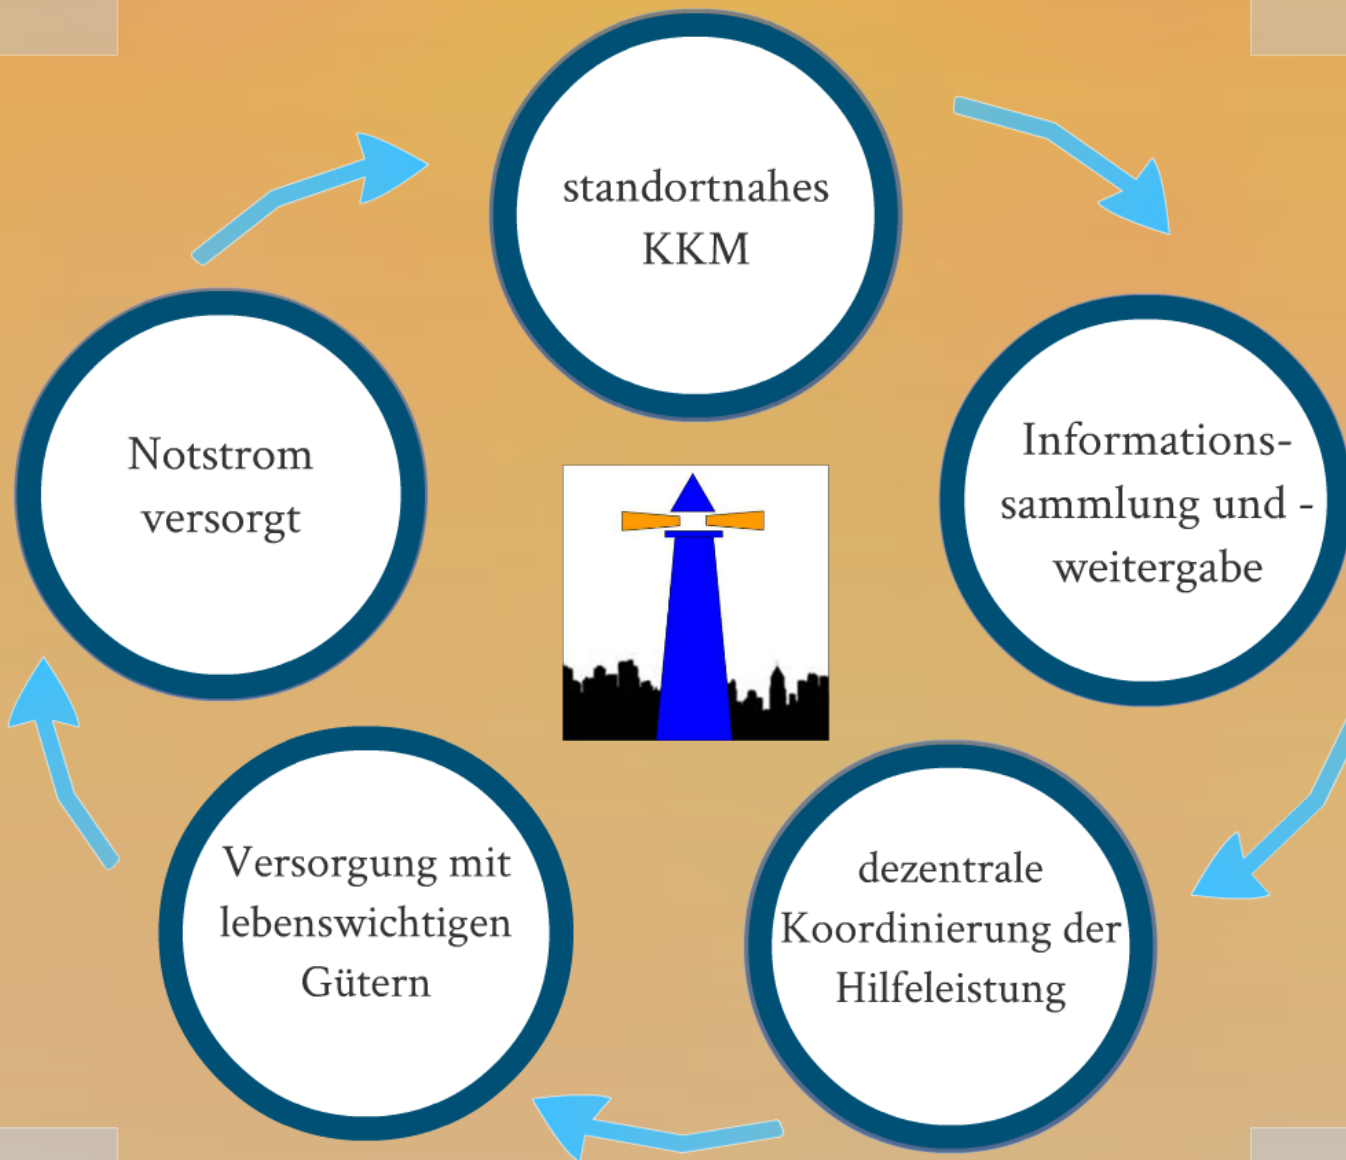 standortnahes
KKM
Informations-
sammlung und -
weitergabe
dezentrale
Koordinierung der
Hilfeleistung
Versorgung mit
lebenswichtigen
Gütern
Notstrom
versorgt